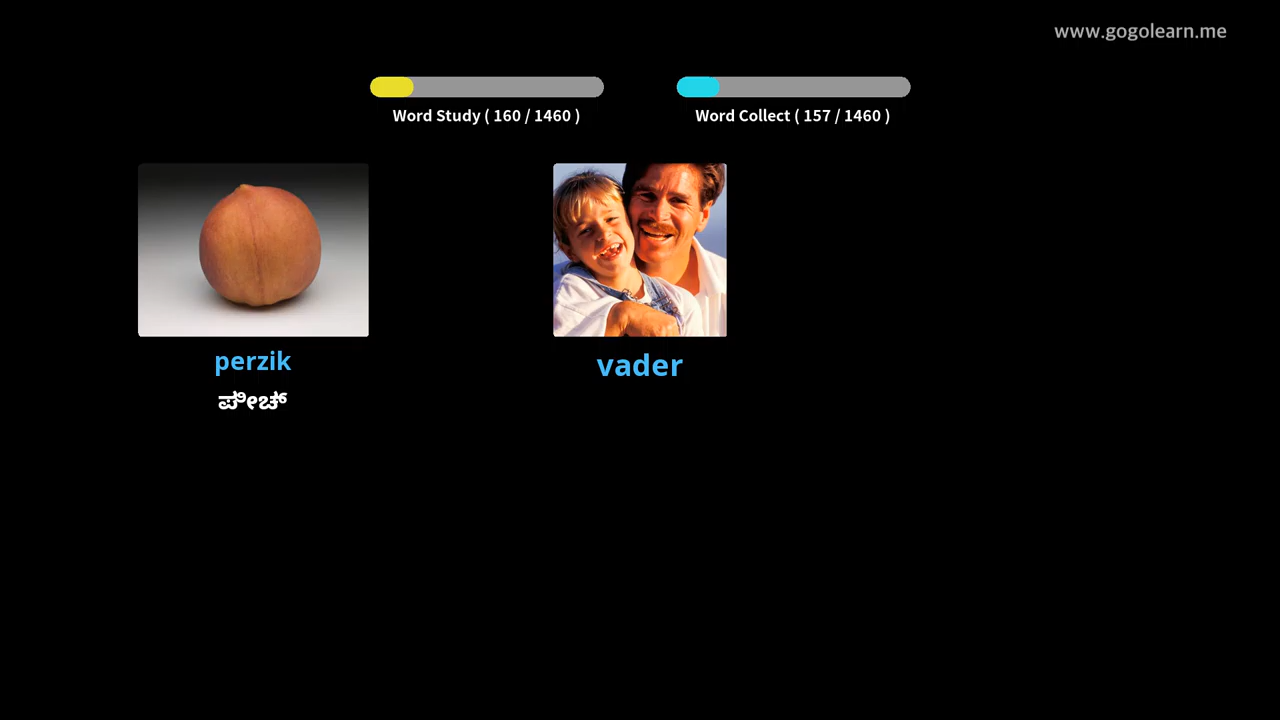 www.gogolearn.me
Word Study ( 160 / 1460 )
Word Collect ( 157 / 1460 )
perzik
vader
ಪೀಚ್